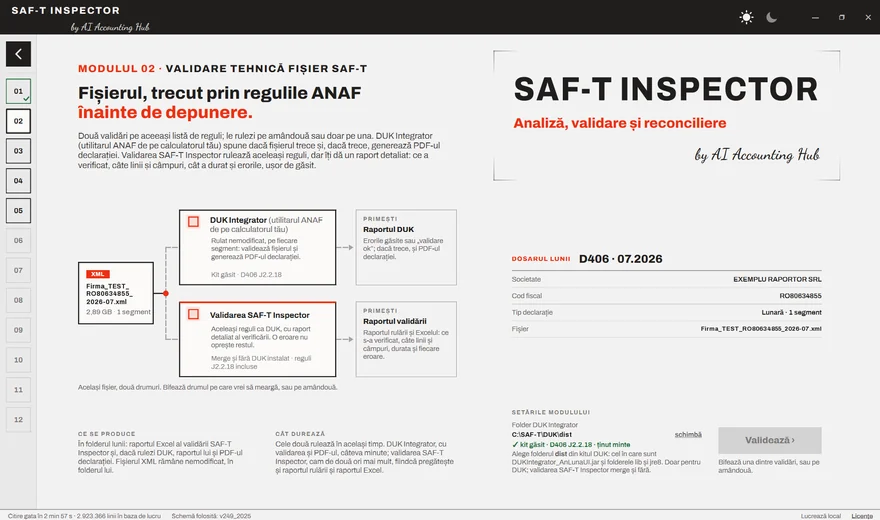 SAF-T INSPECTOR
by AI Accounting Hub
01
02
03
04
05
06
07
08
09
10
11
12
MODULUL 02 · VALIDARE TEHNICĂ FIȘIER SAF-T
Fișierul, trecut prin regulile ANAF
înainte de depunere.
Două validări pe aceeași listă de reguli; le rulezi pe amândouă sau doar pe una. DUK Integrator
(utilitarul ANAF de pe calculatorul tău) spune dacă fișierul trece și, dacă trece, generează PDF-ul
declarației. Validarea SAF-T Inspector rulează aceleași reguli, dar îți dă un raport detaliat: ce a
verificat, câte linii și câmpuri, cât a durat și erorile, ușor de găsit.
XML
Firma_TEST_
RO80634855_
2026-07.xml
2,89 GB · 1 segment
DUK Integrator (utilitarul ANAF
de pe calculatorul tău)
Rulat nemodificat, pe fiecare
segment: validează fișierul și
generează PDF-ul declarației.
Kit găsit · D406 J2.2.18
PRIMEȘTI
Raportul DUK
Erorile găsite sau „validare
ok”; dacă trece, și PDF-ul
declarației.
Validarea SAF-T Inspector
Aceleași reguli ca DUK, cu raport
detaliat al verificării. O eroare nu
oprește restul.
Merge și fără DUK instalat · reguli
J2.2.18 incluse
PRIMEȘTI
Raportul validării
Raportul rulării și Excelul: ce
s-a verificat, câte linii și
câmpuri, durata și fiecare
eroare.
Același fișier, două drumuri. Bifează drumul pe care vrei să meargă, sau pe amândouă.
CE SE PRODUCE
În folderul lunii: raportul Excel al validării SAF-T
Inspector și, dacă rulezi DUK, raportul lui și PDF-ul
declarației. Fișierul XML rămâne nemodificat, în
folderul lui.
CÂT DUREAZĂ
Cele două rulează în același timp. DUK Integrator, cu
validarea și PDF-ul, câteva minute; validarea SAF-T
Inspector, cam de două ori mai mult, fiindcă pregătește
și raportul rulării și raportul Excel.
SAF-T INSPECTOR
Analiză, validare și reconciliere
by AI Accounting Hub
DOSARUL LUNII D406 · 07.2026
Societate EXEMPLU RAPORTOR SRL
Cod fiscal RO80634855
Tip declarație Lunară · 1 segment
Fișier Firma_TEST_RO80634855_2026-07.xml
SETĂRILE MODULULUI
Folder DUK Integrator
C:\SAF-T\DUK\dist schimbă
✓ kit găsit · D406 J2.2.18 · ținut minte
Alege folderul dist din kitul DUK: cel în care sunt
DUKIntegrator_AnLunaUI.jar și folderele lib și jre8. Doar pentru
DUK; validarea SAF-T Inspector merge și fără.
Validează ›
Bifează una dintre validări, sau pe
amândouă.
Citire gata în 2 min 57 s · 2 923.366 linii în baza de lucru Schemă folosită: v249_2026
Lucrează local Licențe